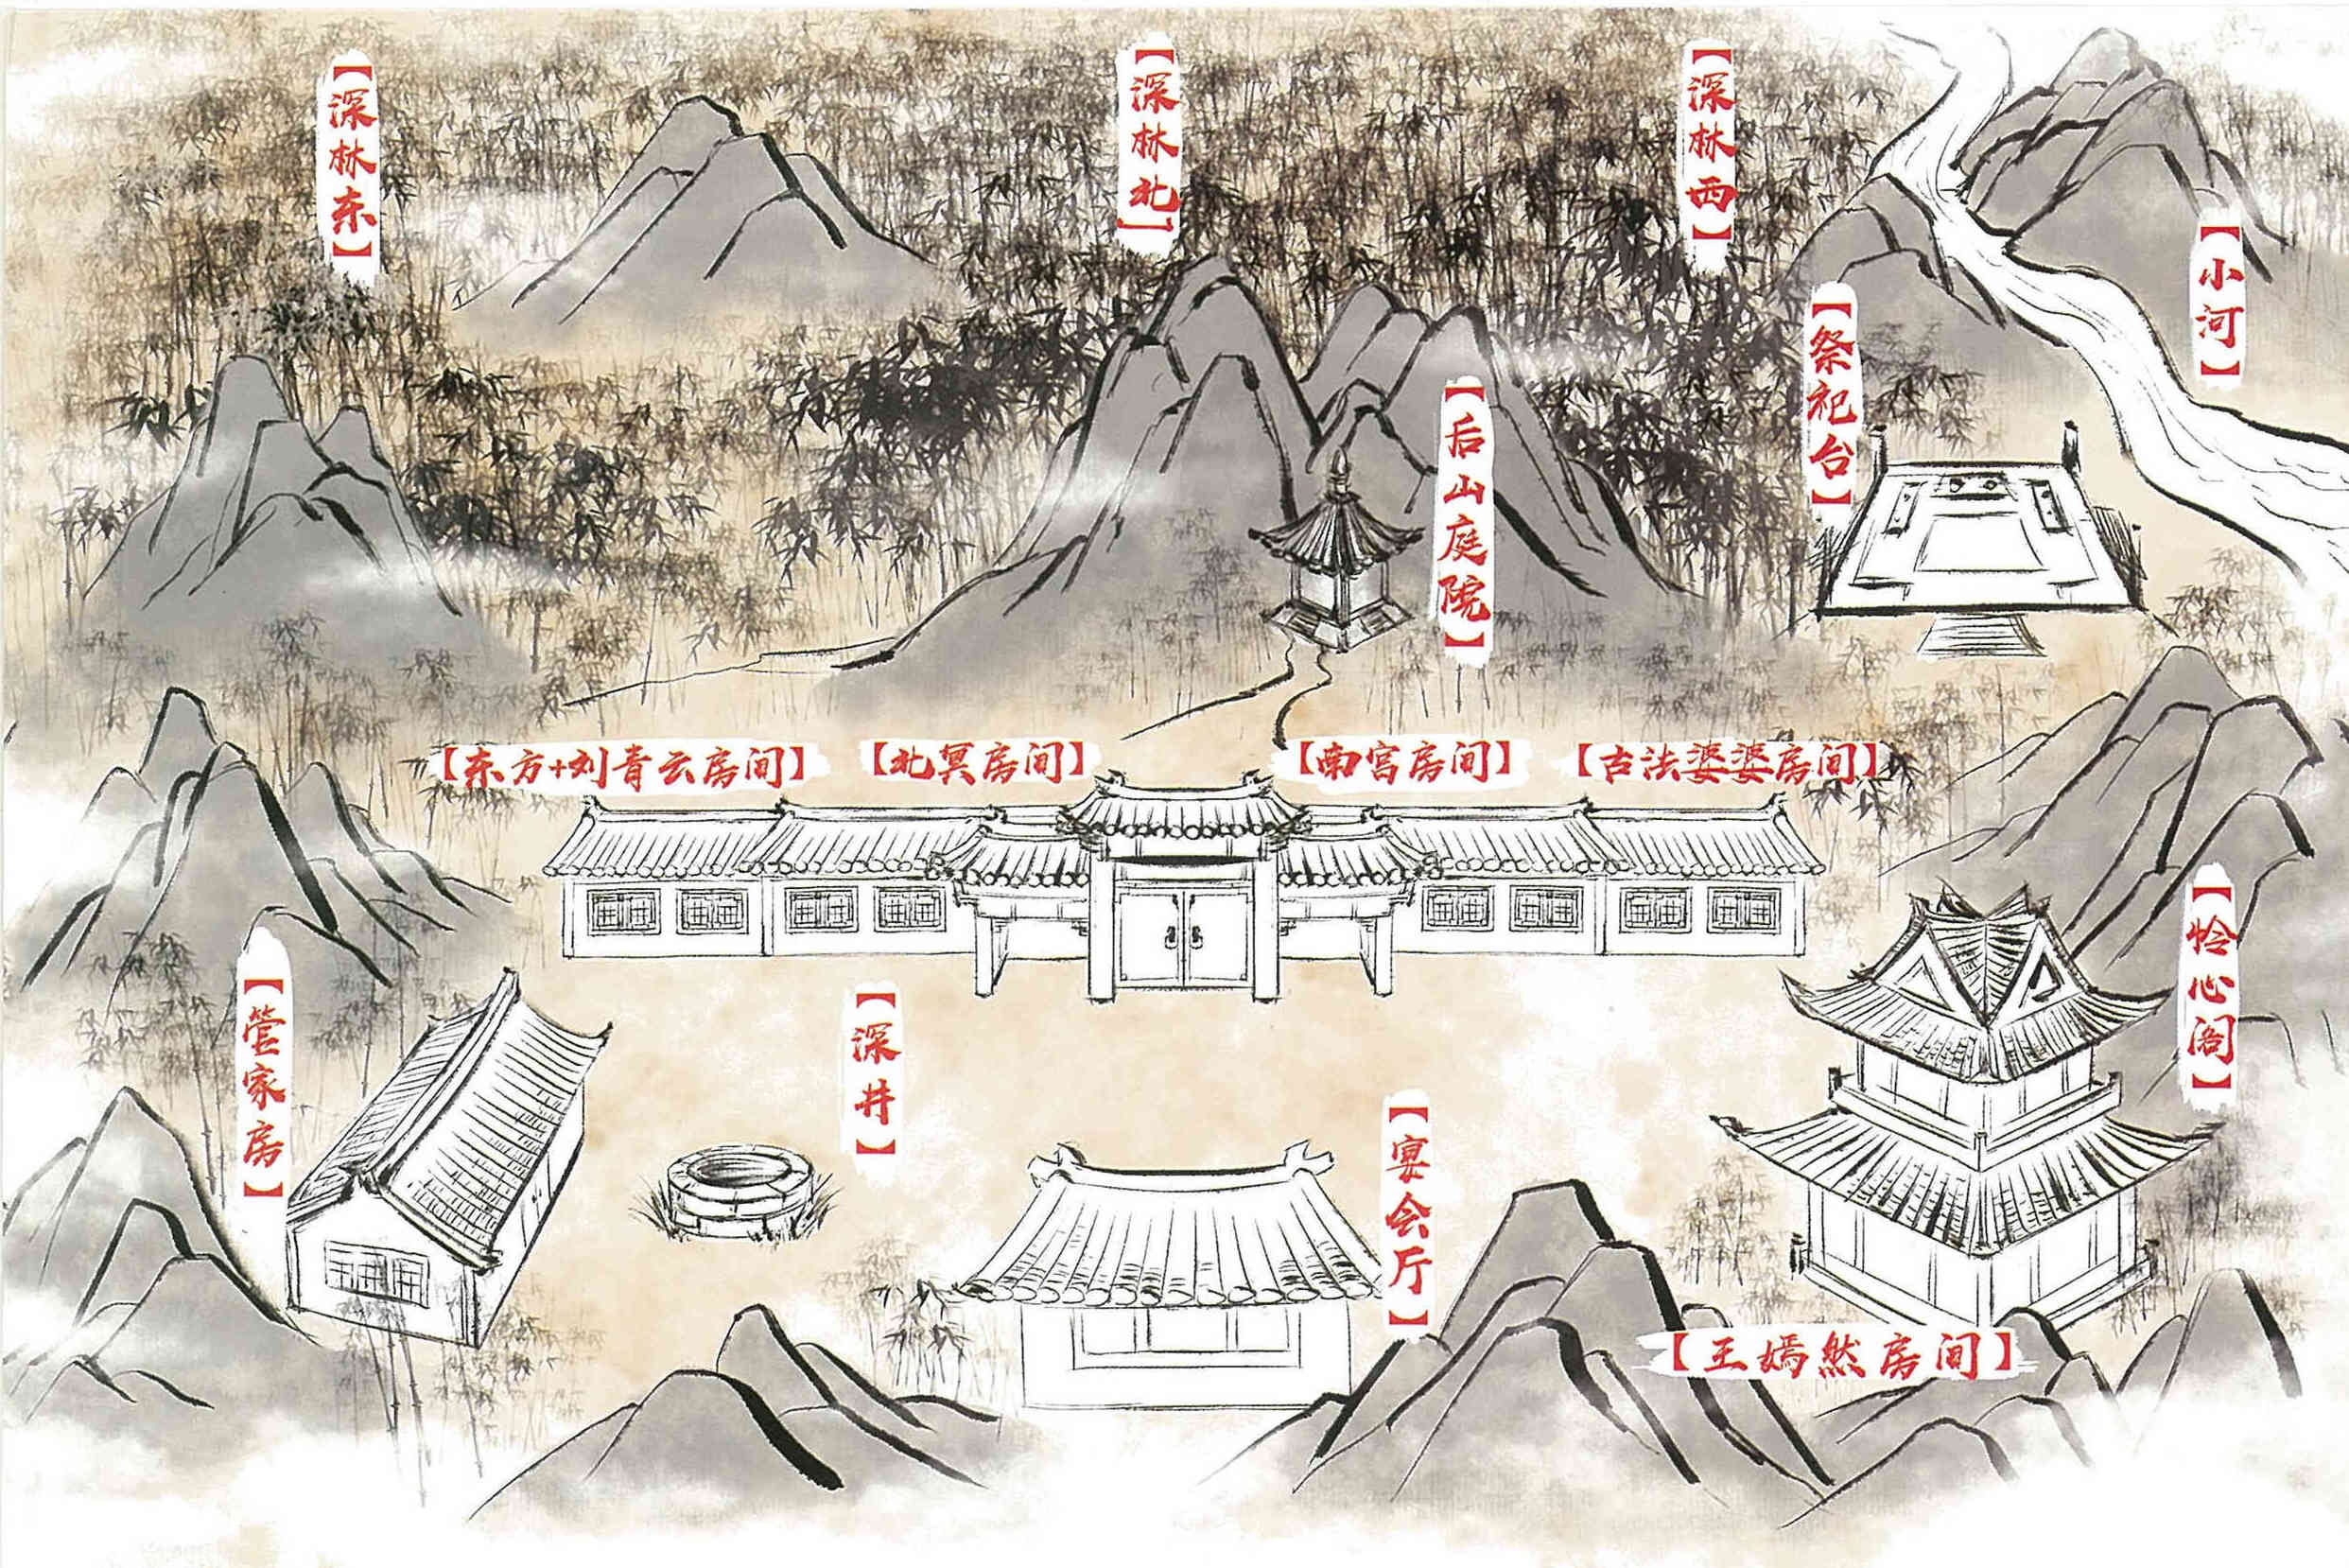 【深林东】
【深林北】
【深林西】
【小河】
【祭祀台】
【后山庭院】
【东方+刘青云房间】
【北冥房间】
【南宫房间】
【古法婆婆房间】
【怜心阁】
【管家房】
【深井】
【宴会厅】
【王嫣然房间】